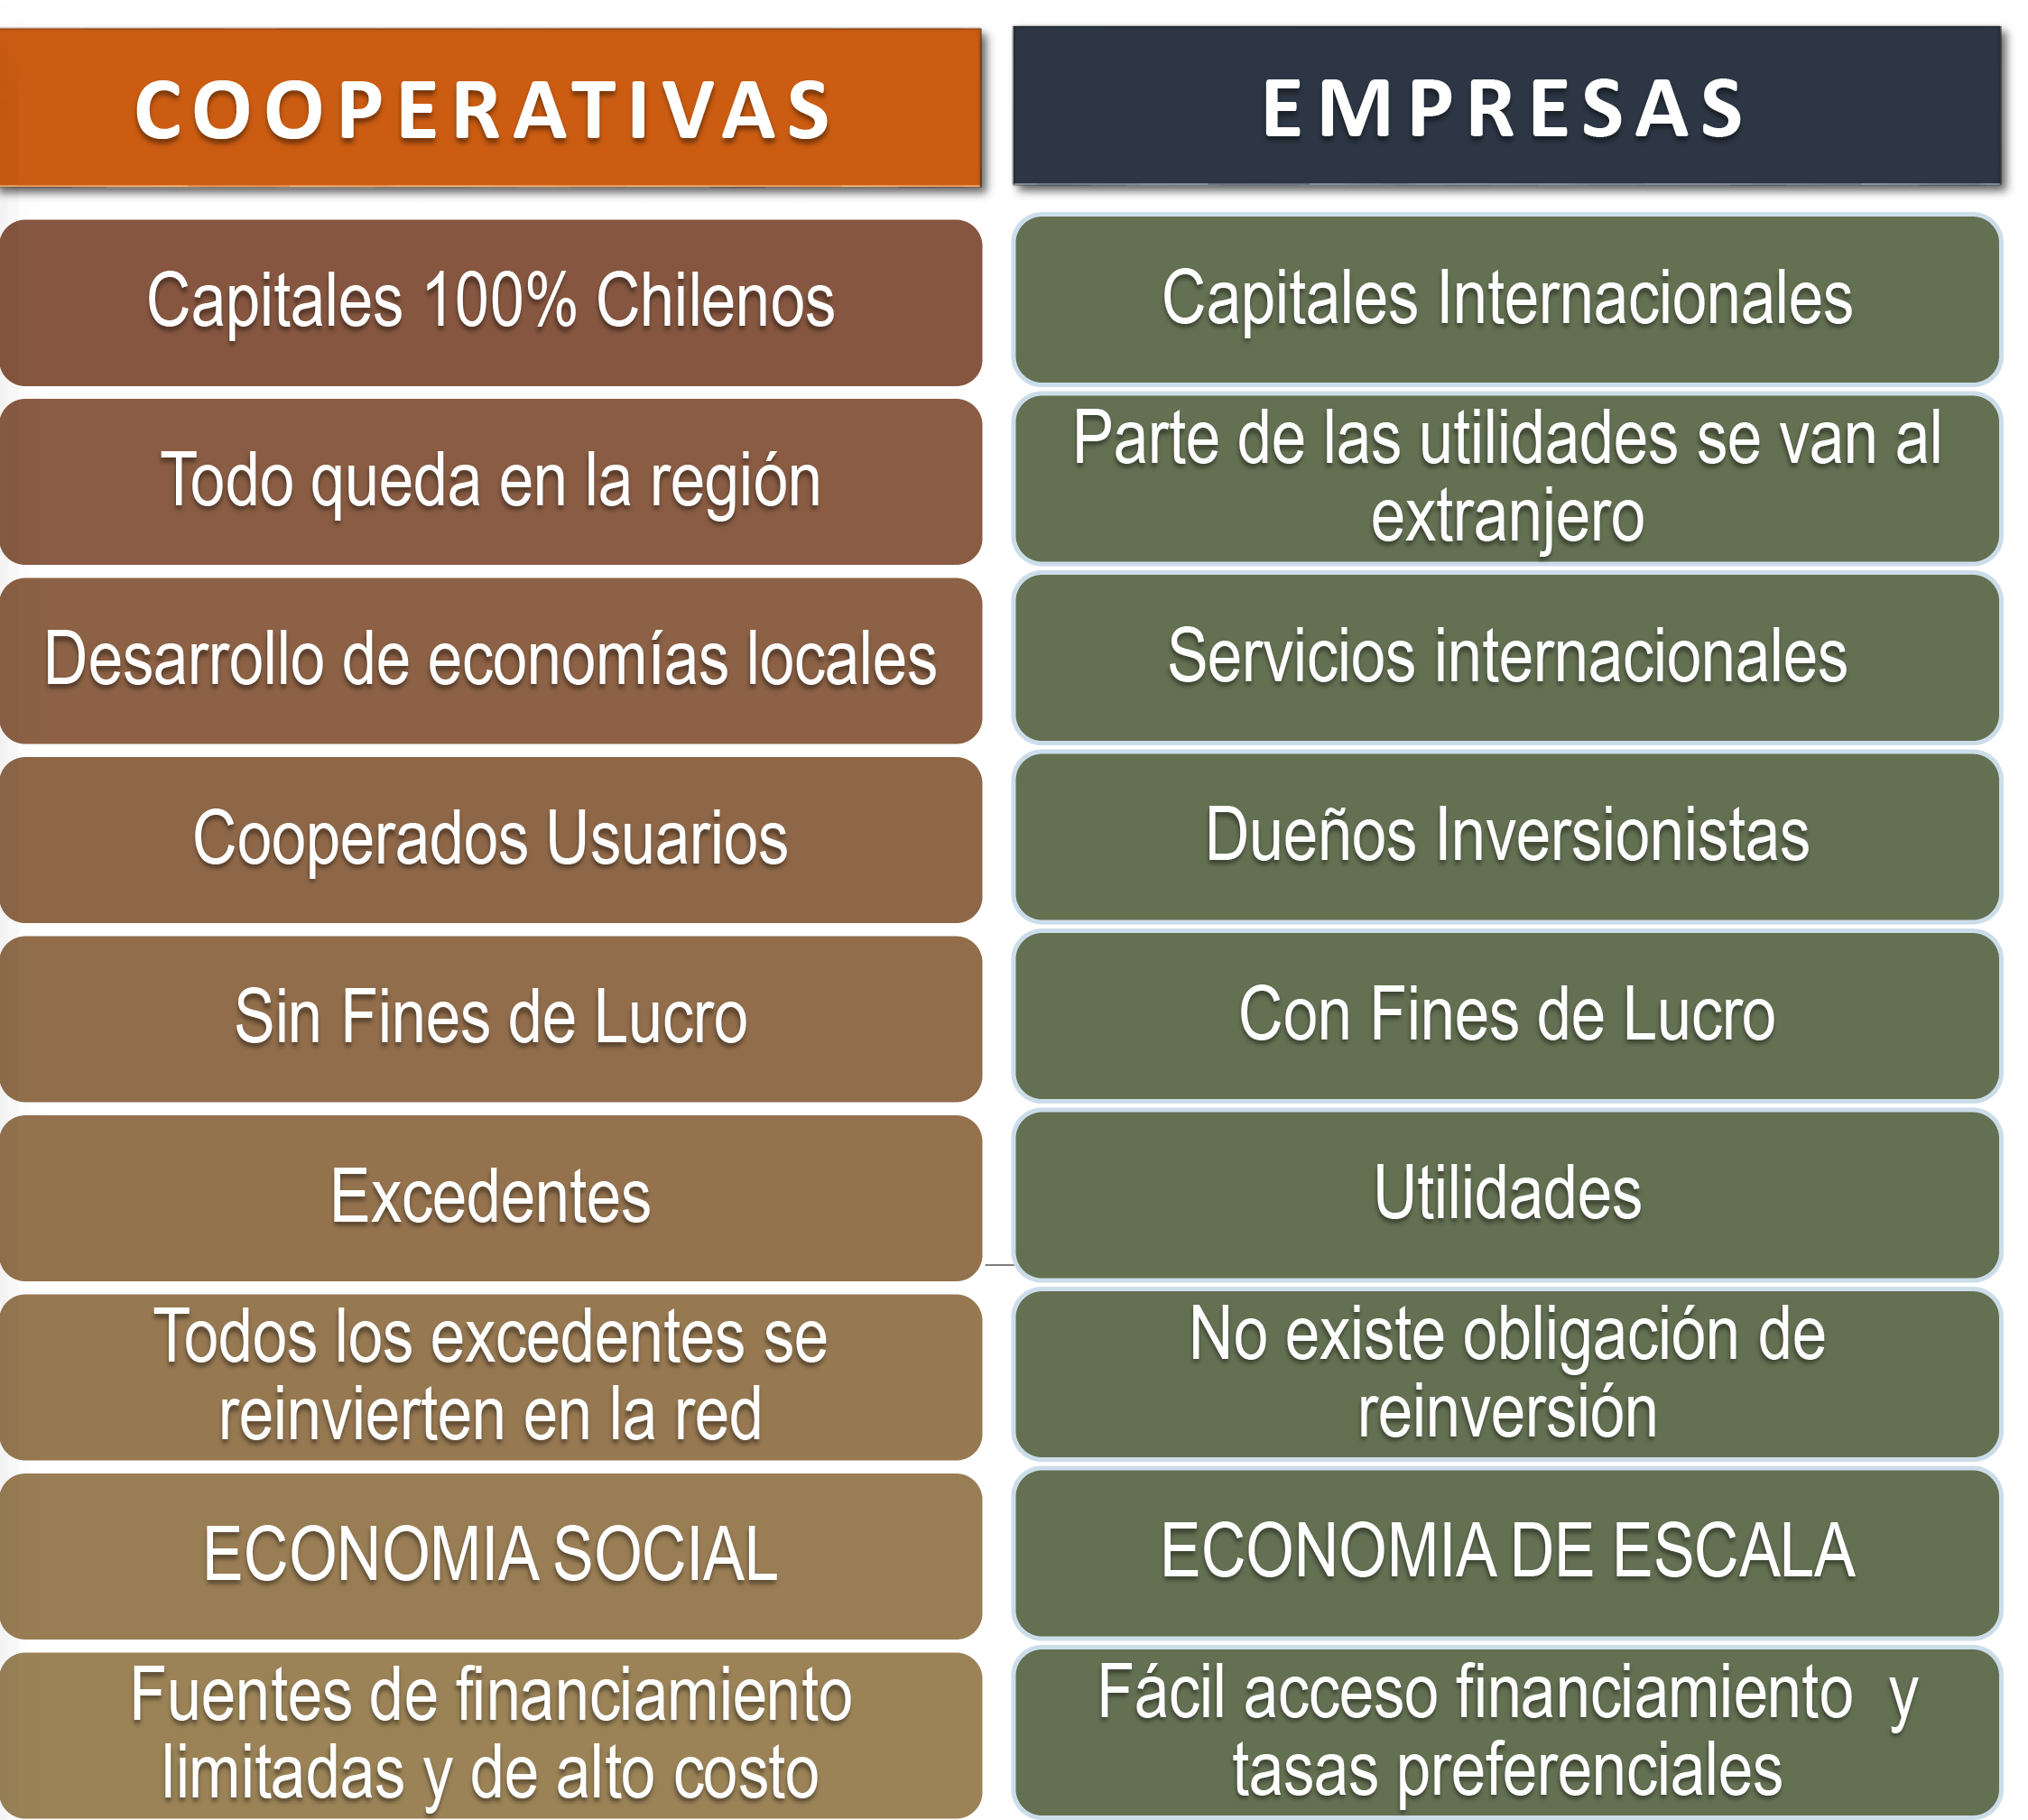 COOPERATIVAS
EMPRESAS
Capitales 100% Chilenos
Capitales Internacionales
Todo queda en la región
Parte de las utilidades se van al
extranjero
Desarrollo de economías locales
Servicios internacionales
Cooperados Usuarios
Dueños Inversionistas
Sin Fines de Lucro
Con Fines de Lucro
Excedentes
Utilidades
Todos los excedentes se
reinvierten en la red
No existe obligación de
reinversión
ECONOMIA SOCIAL
ECONOMIA DE ESCALA
Fuentes de financiamiento
limitadas y de alto costo
Fácil acceso financiamiento  y
tasas preferenciales